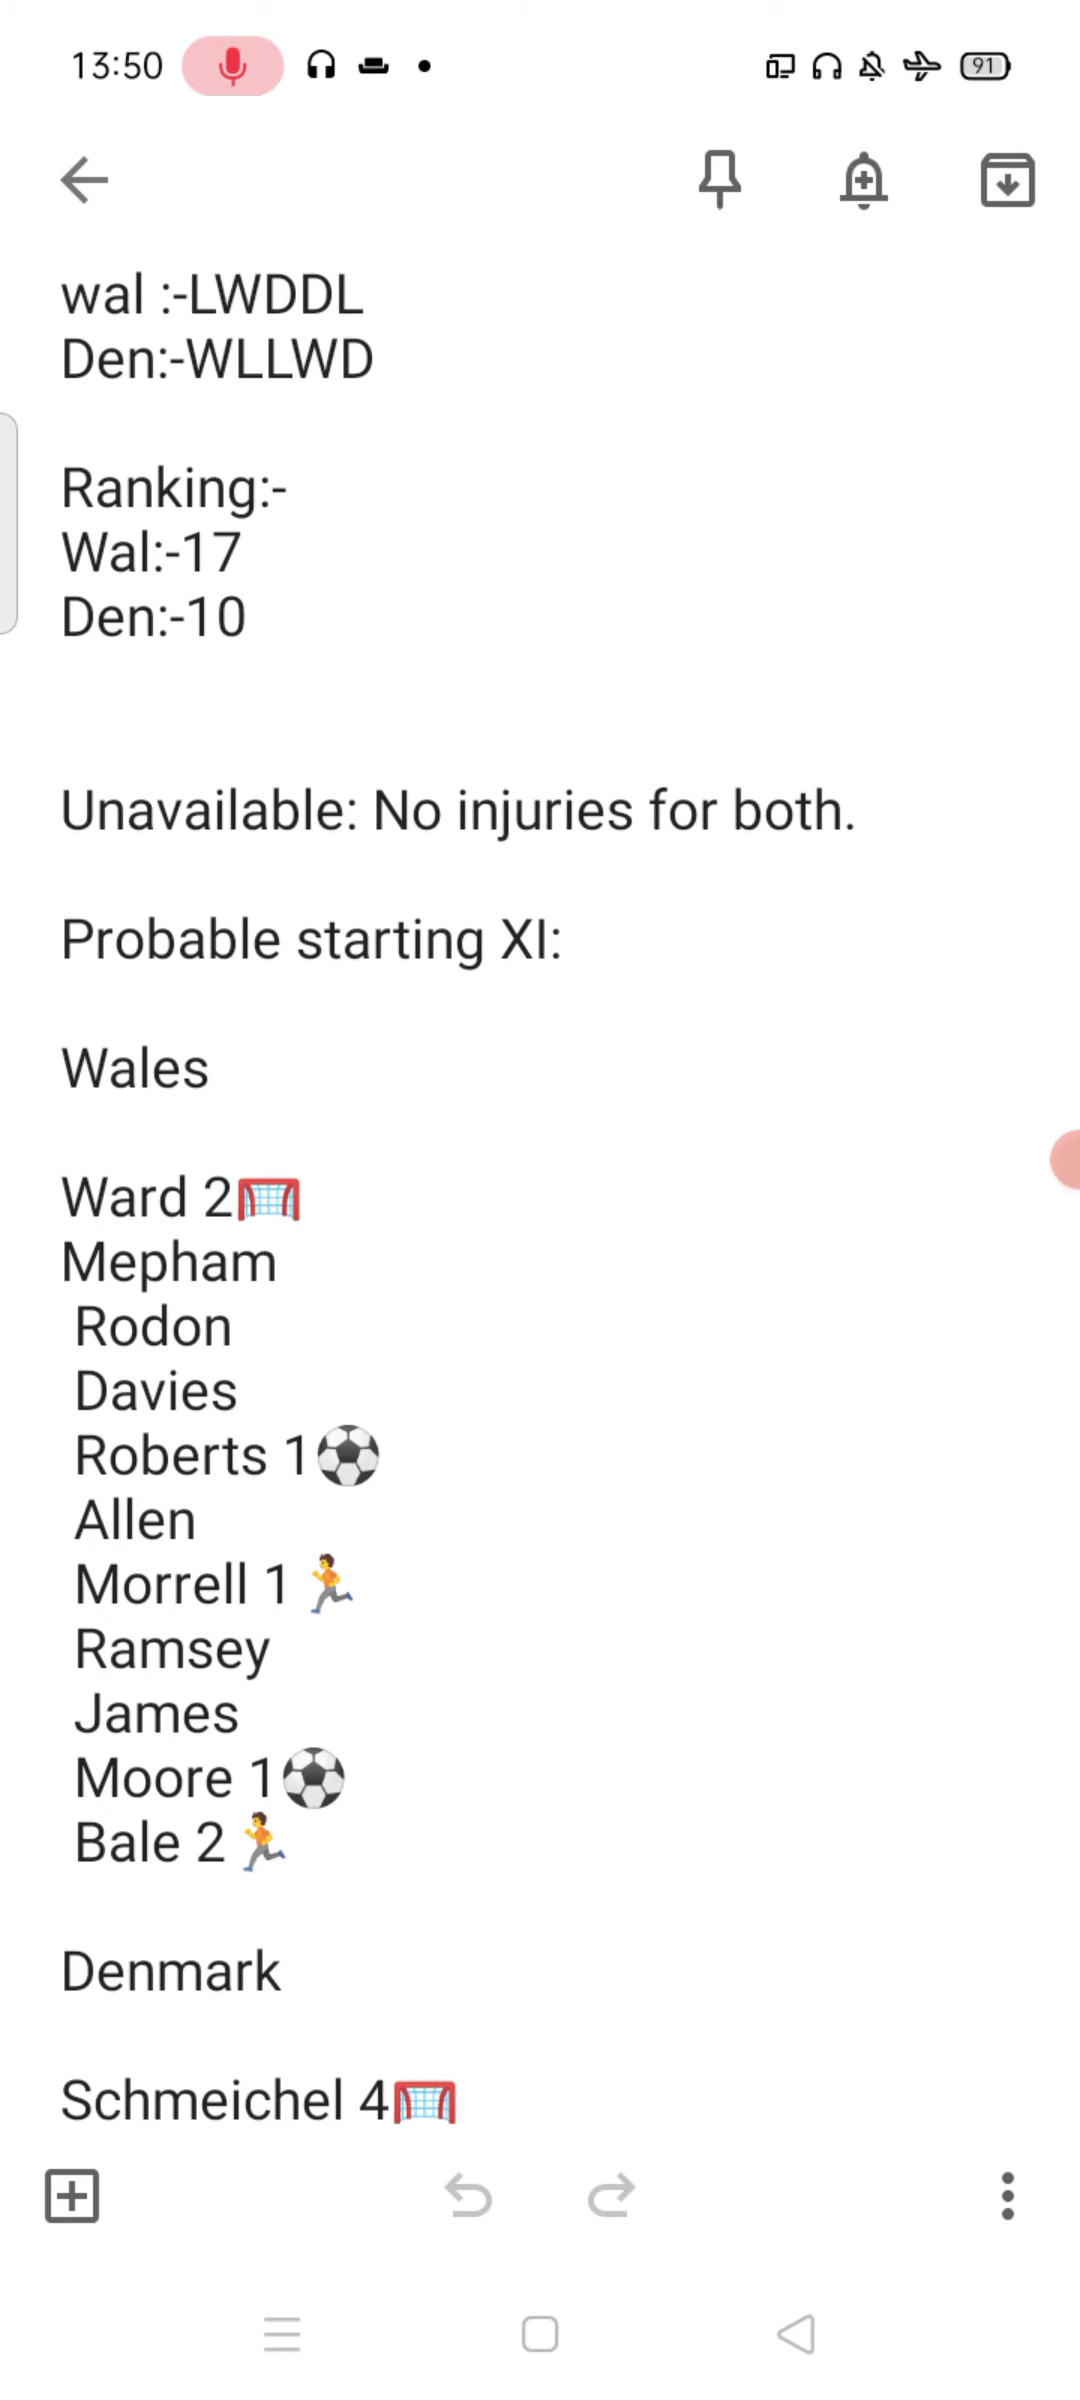 13:50
91
wal :-LWDDL
Den:-WLLWD
Ranking:-
Wal:-17
Den:-10
Unavailable: No injuries for both.
Probable starting XI:
Wales
Ward 2🥅
Mepham
Rodon
Davies
Roberts 1⚽
Allen
Morrell 1🏃
Ramsey
James
Moore 1⚽
Bale 2🏃
Denmark
Schmeichel 4🥅